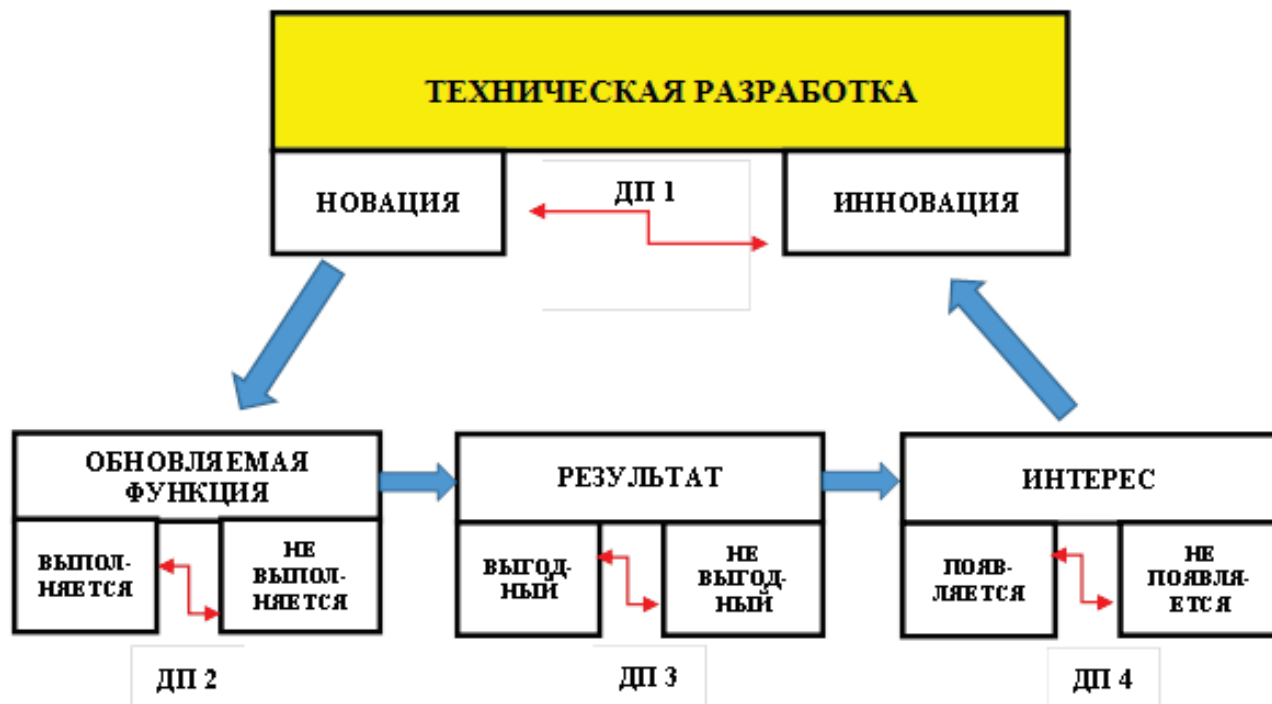 ТЕХНИЧЕСКАЯ РАЗРАБОТКА
НОВАЦИЯ
ДП 1
ИННОВАЦИЯ
ОБНОВЛЯЕМАЯ
ФУНКЦИЯ
ВЫПОЛ-
НЯЕТСЯ
НЕ
ВЫПОЛ-
НЯЕТСЯ
ДП 2
РЕЗУЛЬТАТ
ВЫГОД-
НЫЙ
НЕ
ВЫГОД-
НЫЙ
ДП 3
ИНТЕРЕС
ПОЯВ-
ЛЯЕТСЯ
НЕ
ПОЯВЛЯ-
ЕТСЯ
ДП 4